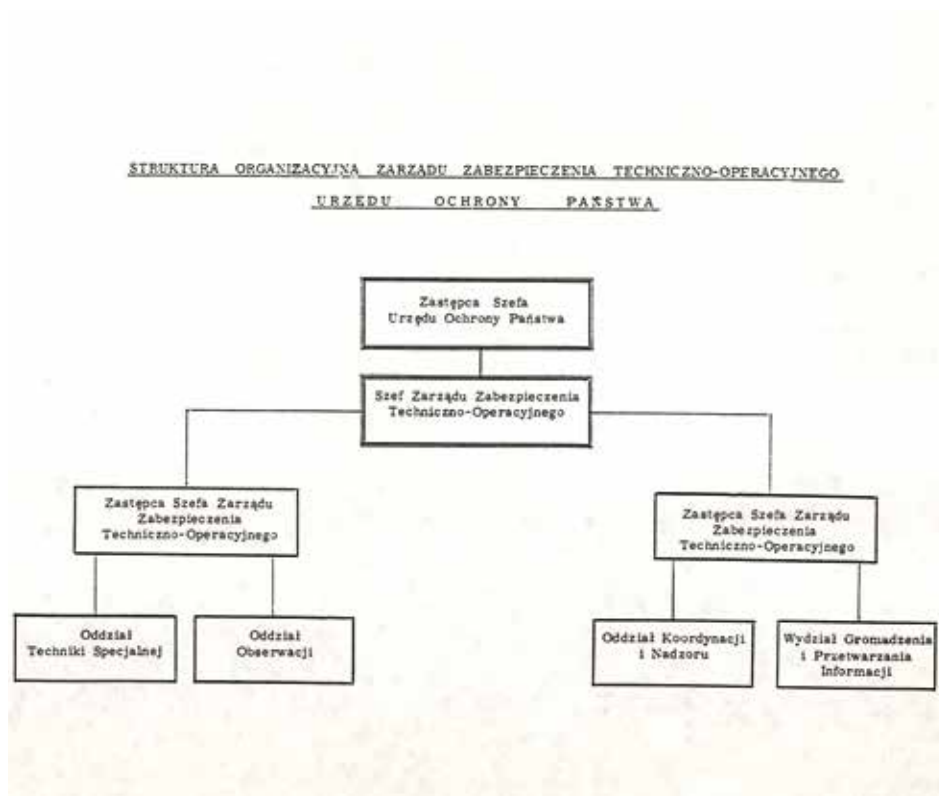 STRUKTURA ORGANIZACYJNA ZARZĄDU ZABEZPIECZENIA TECHNICZNO-OPERACYJNEGO
URZĘDU OCHRONY PAŃSTWA
Zastępca Szefa
Urzędu Ochrony Państwa
Szef Zarządu Zabezpieczenia
Techniczno-Operacyjnego
Zastępca Szefa Zarządu
Zabezpieczenia
Techniczno-Operacyjnego
Zastępca Szefa Zarządu
Zabezpieczenia
Techniczno-Operacyjnego
Oddział
Techniki Specjalnej
Oddział
Obserwacji
Oddział Koordynacji
i Nadzoru
Wydział Gromadzenia
i Przetwarzania
Informacji